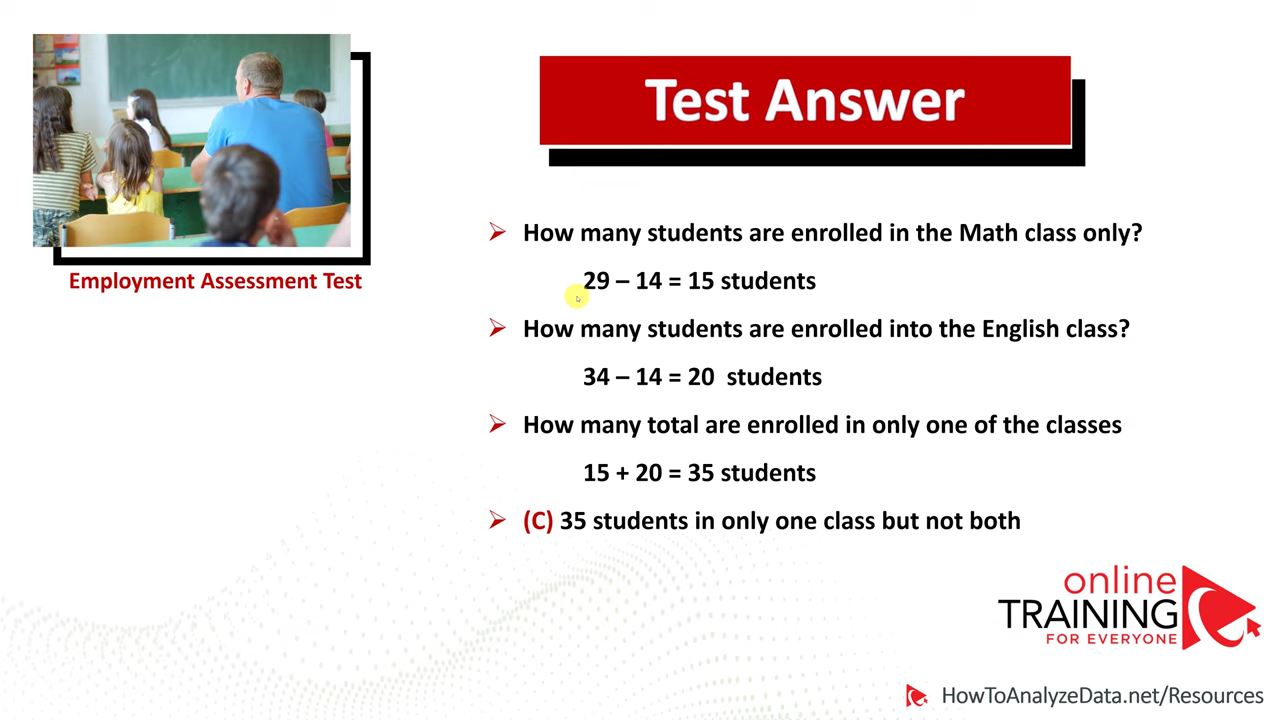 Test Answer
Employment Assessment Test
How many students are enrolled in the Math class only?
29 – 14 = 15 students
How many students are enrolled into the English class?
34 – 14 = 20 students
How many total are enrolled in only one of the classes
15 + 20 = 35 students
(C) 35 students in only one class but not both
online
TRAINING
FOR EVERYONE
HowToAnalyzeData.net/Resources